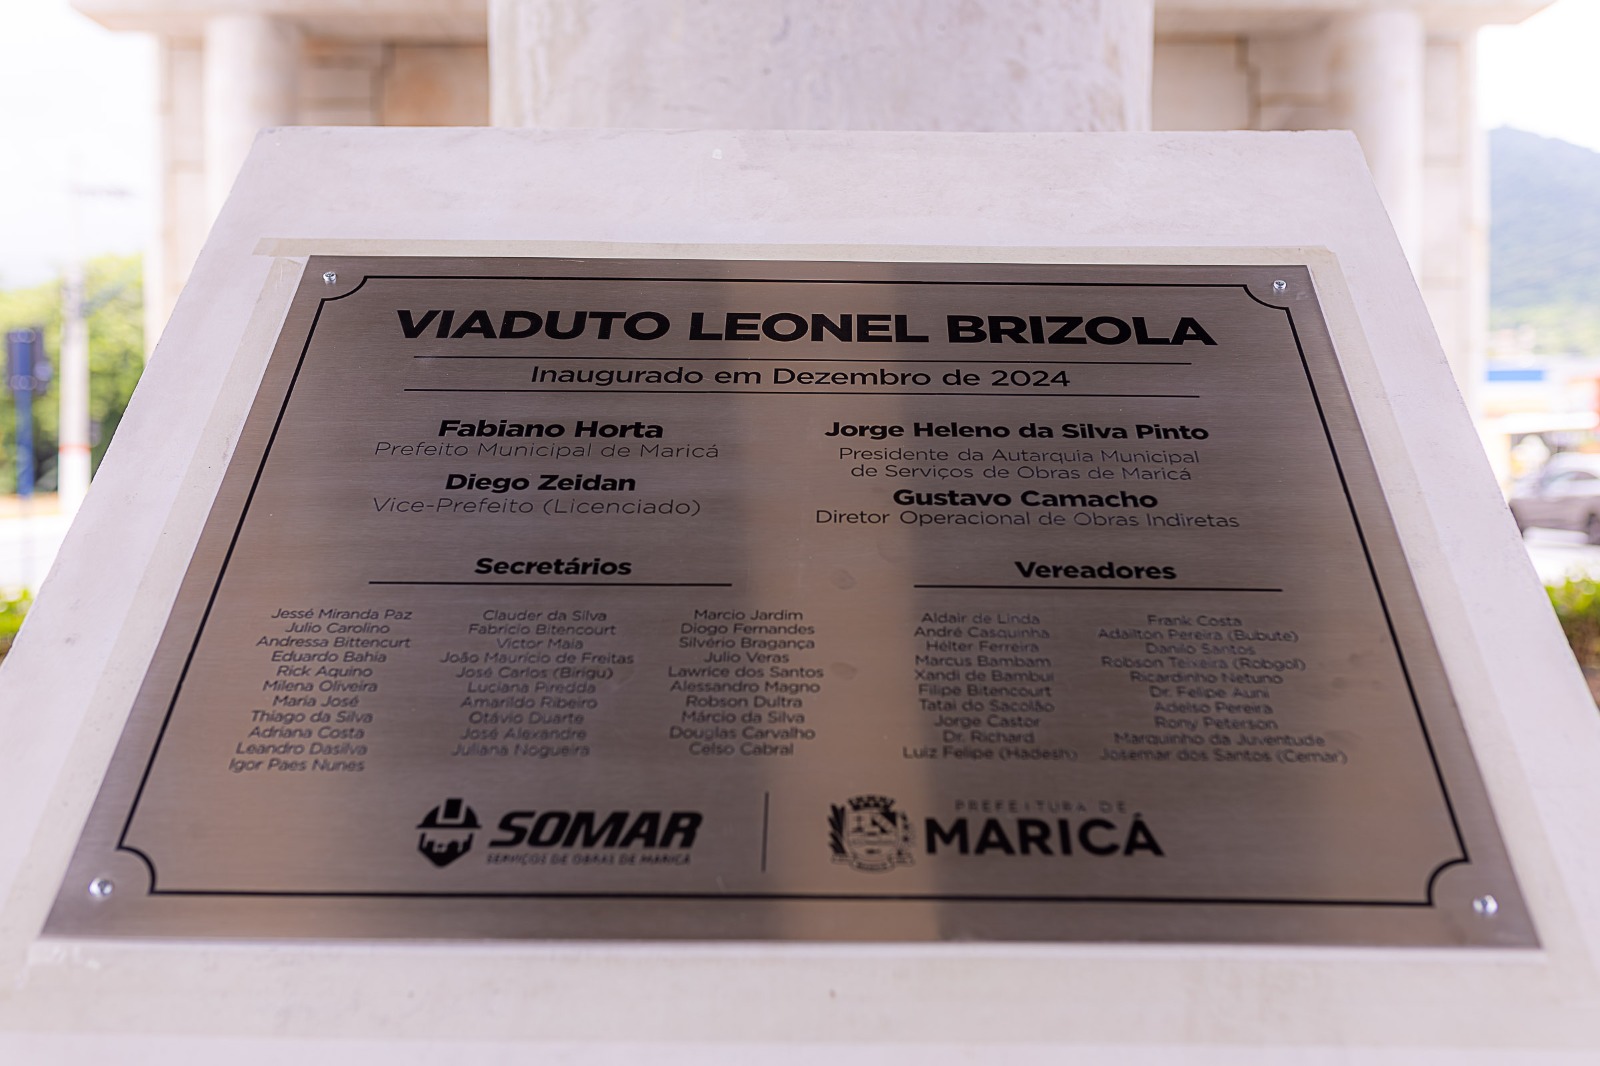 VIADUTO LEONEL BRIZOLA
Inaugurado em Dezembro de 2024
Fabiano Horta
Prefeito Municipal de Maricá
Diego Zeidan
Vice-Prefeito (Licenciado)
Jorge Heleno da Silva Pinto
Presidente da Autarquia Municipal
de Serviços de Obras de Maricá
Gustavo Camacho
Diretor Operacional de Obras Indiretas
Secretários
Jessé Miranda Paz
Julio Carolino
Andressa Bittencurt
Eduardo Bahia
Rick Aquino
Milena Oliveira
Maria José
Thiago da Silva
Adriana Costa
Leandro Dasilva
Igor Paes Nunes
Clauder da Silva
Fabrício Bitencourt
Victor Maia
João Maurício de Freitas
José Carlos (Birigu)
Luciana Piredda
Amarildo Ribeiro
Otávio Duarte
José Alexandre
Juliana Nogueira
Marcio Jardim
Diogo Fernandes
Silvério Bragança
Julio Veras
Lawrice dos Santos
Alessandro Magno
Robson Dultra
Márcio da Silva
Douglas Carvalho
Celso Cabral
Vereadores
Aldair de Linda
André Casquinha
Hélter Ferreira
Marcus Bambam
Xandi de Bambui
Filipe Bitencourt
Tatai do Sacolão
Jorge Castor
Dr. Richard
Luiz Felipe (Hadesh)
Frank Costa
Adailton Pereira (Bubute)
Danilo Santos
Robson Teixeira (Robgol)
Ricardinho Netuno
Dr. Felipe Auni
Adelso Pereira
Rony Peterson
Marquinho da Juventude
Josemar dos Santos (Cemar)
SOMAR
SERVIÇOS DE OBRAS DE MARICÁ
PREFEITURA DE
MARICÁ